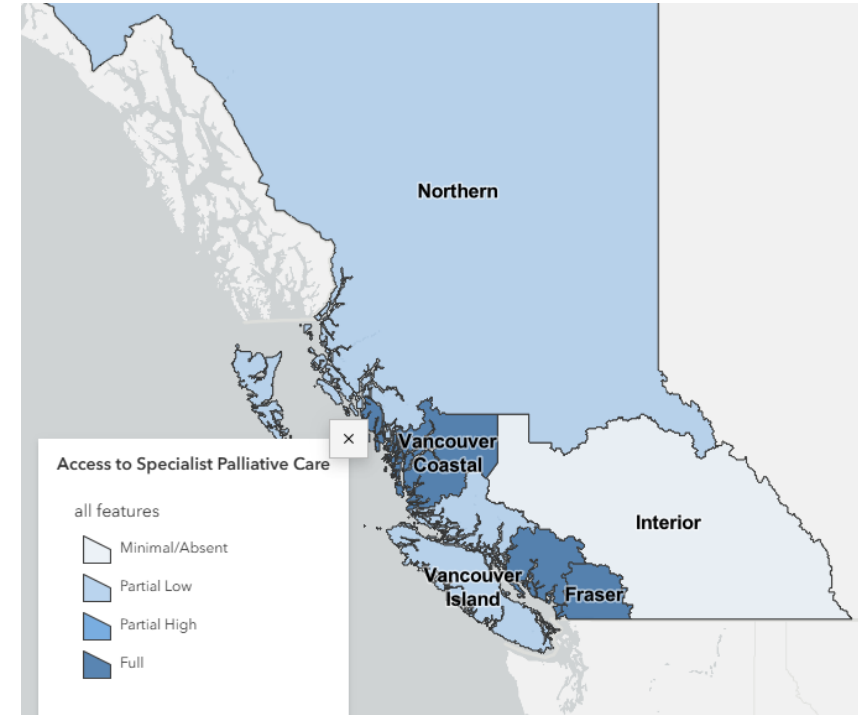 Northern
Vancouver
Coastal
Interior
Vancouver
Island
Fraser
×
Access to Specialist Palliative Care
all features
Minimal/Absent
Partial Low
Partial High
Full